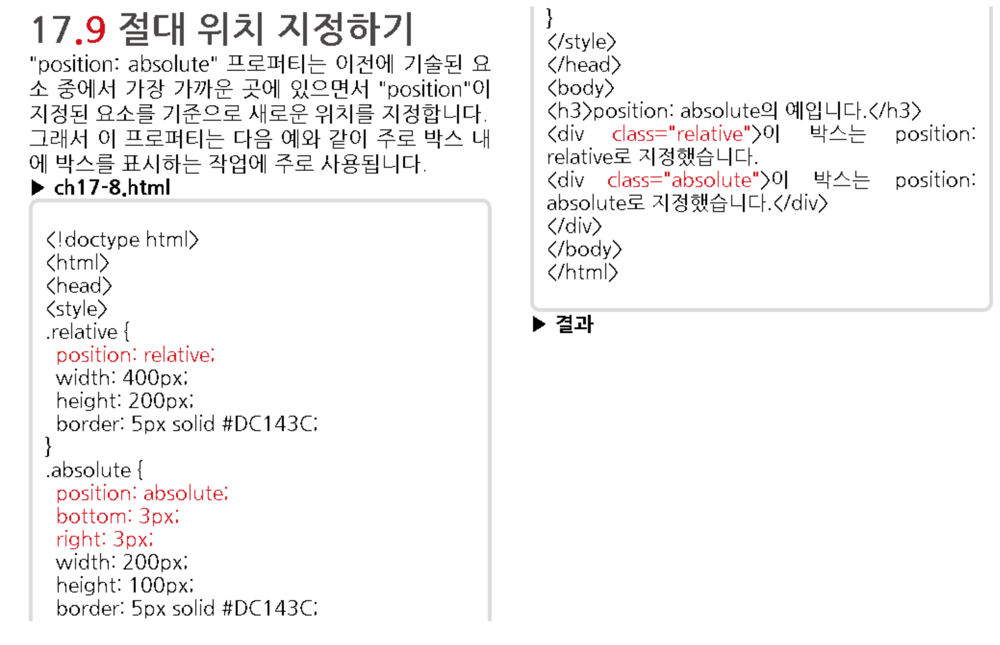 17.9 절대 위치 지정하기
"position: absolute" 프로퍼티는 이전에 기술된 요
소 중에서 가장 가까운 곳에 있으면서 "position"이
지정된 요소를 기준으로 새로운 위치를 지정합니다.
그래서 이 프로퍼티는 다음 예와 같이 주로 박스 내
에 박스를 표시하는 작업에 주로 사용됩니다.
▶ ch17-8.html
<!doctype html>
<html>
<head>
<style>
.relative {
position: relative;
width: 400px;
height: 200px;
border: 5px solid #DC143C;
}
.absolute {
position: absolute;
bottom: 3px;
right: 3px;
width: 200px;
height: 100px;
border: 5px solid #DC143C;
}
</style>
</head>
<body>
<h3>position: absolute의 예입니다.</h3>
<div class="relative">이 박스는 position:
relative로 지정했습니다.
<div class="absolute">이 박스는 position:
absolute로 지정했습니다.</div>
</div>
</body>
</html>
▶ 결과